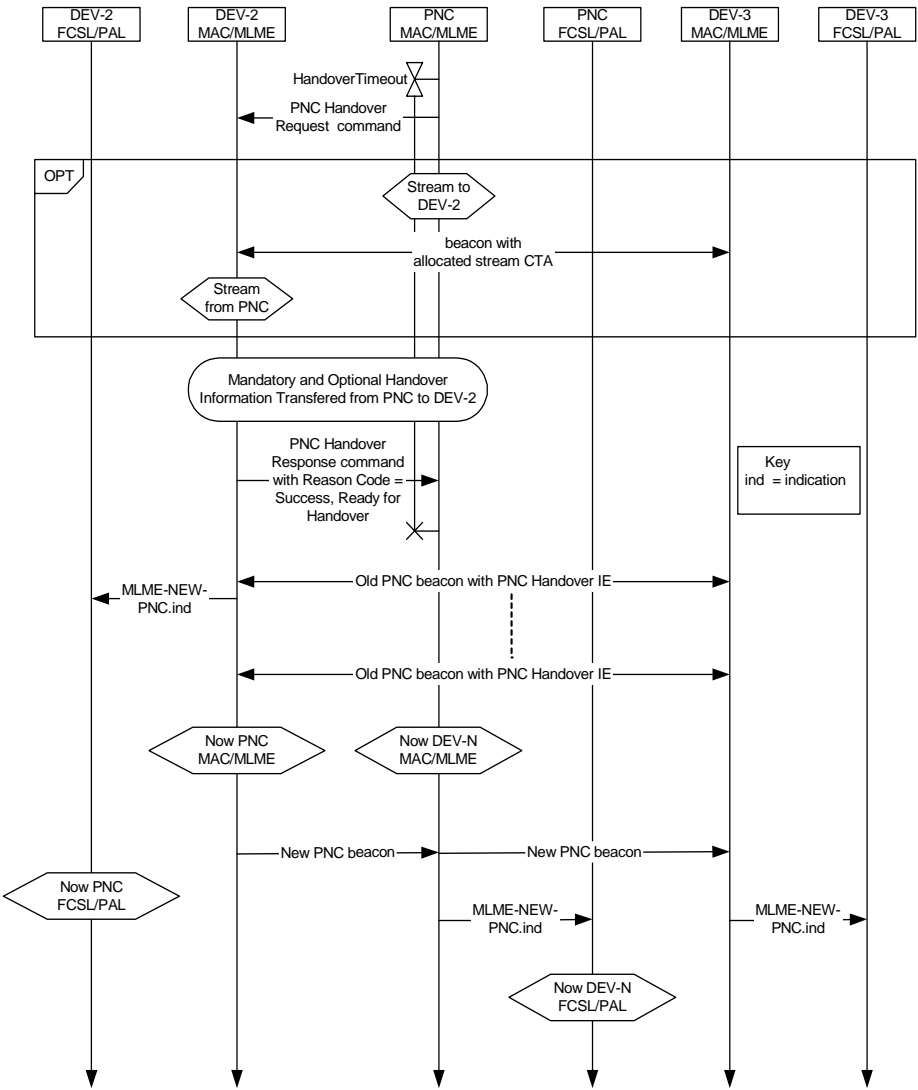 DEV-2
FCSL/PAL
DEV-2
MAC/MLME
PNC
MAC/MLME
PNC
FCSL/PAL
DEV-3
MAC/MLME
DEV-3
FCSL/PAL
HandoverTimeout
PNC Handover
Request command
OPT
Stream to
DEV-2
beacon with
allocated stream CTA
Stream
from PNC
Mandatory and Optional Handover
Information Transfered from PNC to DEV-2
PNC Handover
Response command
with Reason Code =
Success, Ready for
Handover
Key
ind = indication
Old PNC beacon with PNC Handover IE
MLME-NEW-
PNC.ind
Old PNC beacon with PNC Handover IE
Now PNC
MAC/MLME
Now DEV-N
MAC/MLME
New PNC beacon
New PNC beacon
Now PNC
FCSL/PAL
MLME-NEW-
PNC.ind
MLME-NEW-
PNC.ind
Now DEV-N
FCSL/PAL